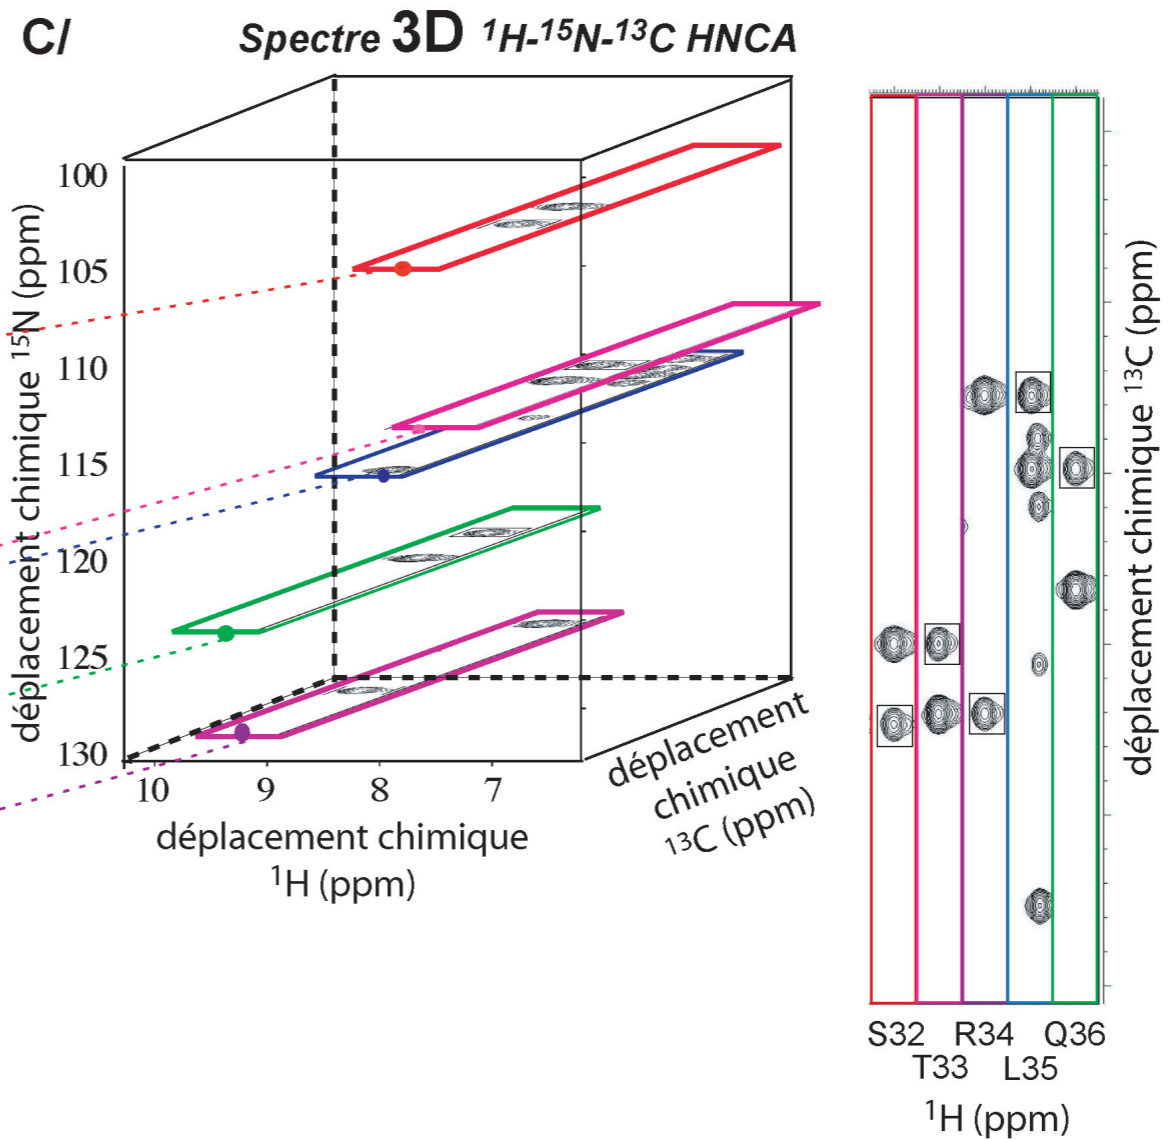 C/
Spectre 3D ¹H-¹⁵N-¹³C HNCA
100
105
110
115
120
125
130
déplacement chimique ¹⁵N (ppm)
10 9 8 7
déplacement chimique
¹H (ppm)
déplacement
chimique
¹³C (ppm)
déplacement chimique ¹³C (ppm)
S32 R34 Q36
T33 L35
¹H (ppm)